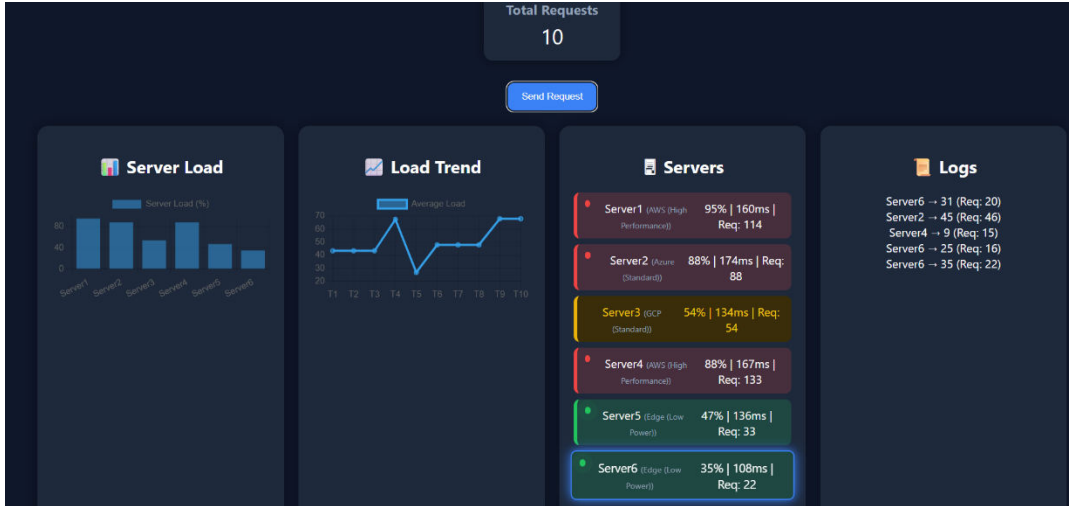 Total Requests
10
Send Request
📊 Server Load
Server Load (%)
80
40
0
Server1
Server2
Server3
Server4
Server5
Server6
📈 Load Trend
Average Load
70
60
50
40
30
20
T1 T2 T3 T4 T5 T6 T7 T8 T9 T10
Servers
Server1 (AWS (High Performance))
95% | 160ms |
Req: 114
Server2 (Azure (Standard))
88% | 174ms | Req:
88
Server3 (GCP (Standard))
54% | 134ms | Req:
54
Server4 (AWS (High Performance))
88% | 167ms |
Req: 133
Server5 (Edge (Low Power))
47% | 136ms |
Req: 33
Server6 (Edge (Low Power))
35% | 108ms |
Req: 22
📜 Logs
Server6 → 31 (Req: 20)
Server2 → 45 (Req: 46)
Server4 → 9 (Req: 15)
Server6 → 25 (Req: 16)
Server6 → 35 (Req: 22)